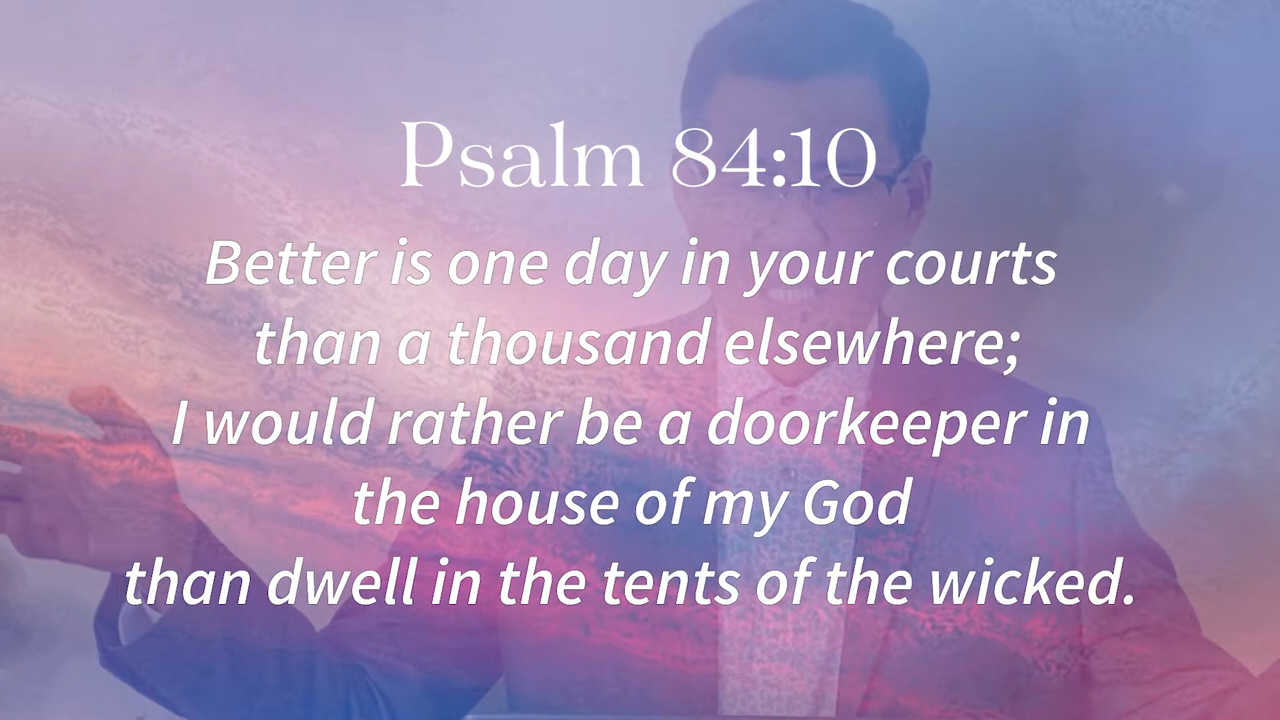 Psalm 84:10
Better is one day in your courts
than a thousand elsewhere;
I would rather be a doorkeeper in
the house of my God
than dwell in the tents of the wicked.